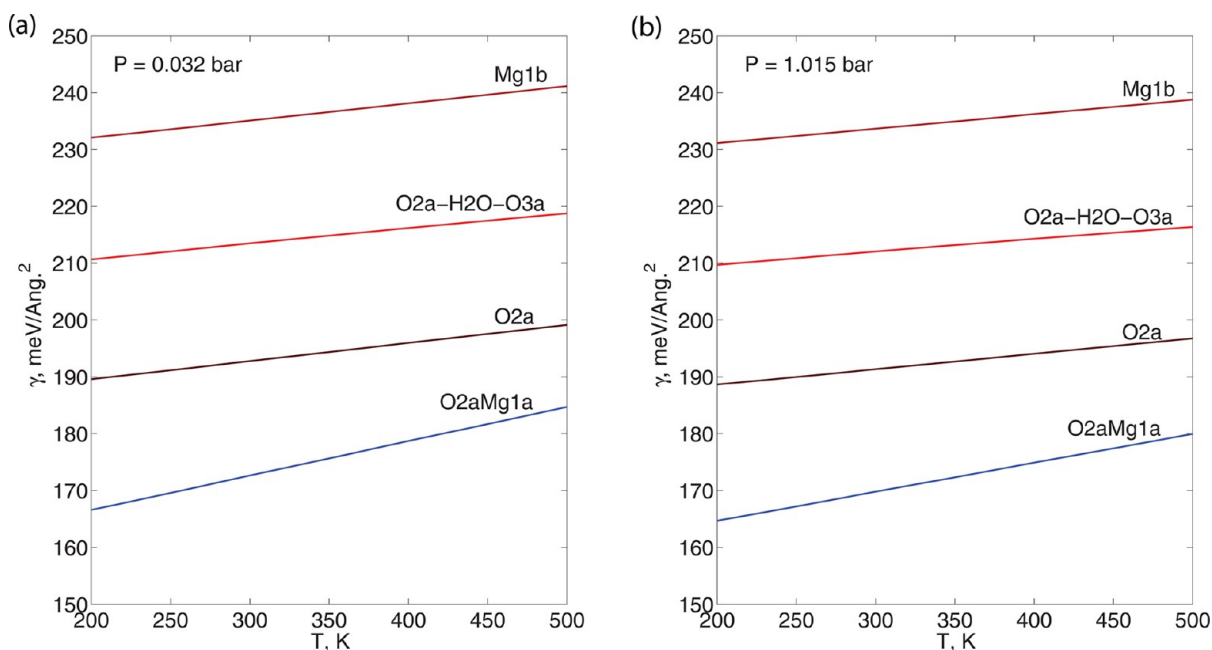 (a)
250
240
230
220
210
200
190
180
170
160
150
γ, meV/Ang.²
P = 0.032 bar
Mg1b
O2a–H2O–O3a
O2a
O2aMg1a
200 250 300 350 400 450 500
T, K
(b)
250
240
230
220
210
200
190
180
170
160
150
γ, meV/Ang.²
P = 1.015 bar
Mg1b
O2a–H2O–O3a
O2a
O2aMg1a
200 250 300 350 400 450 500
T, K